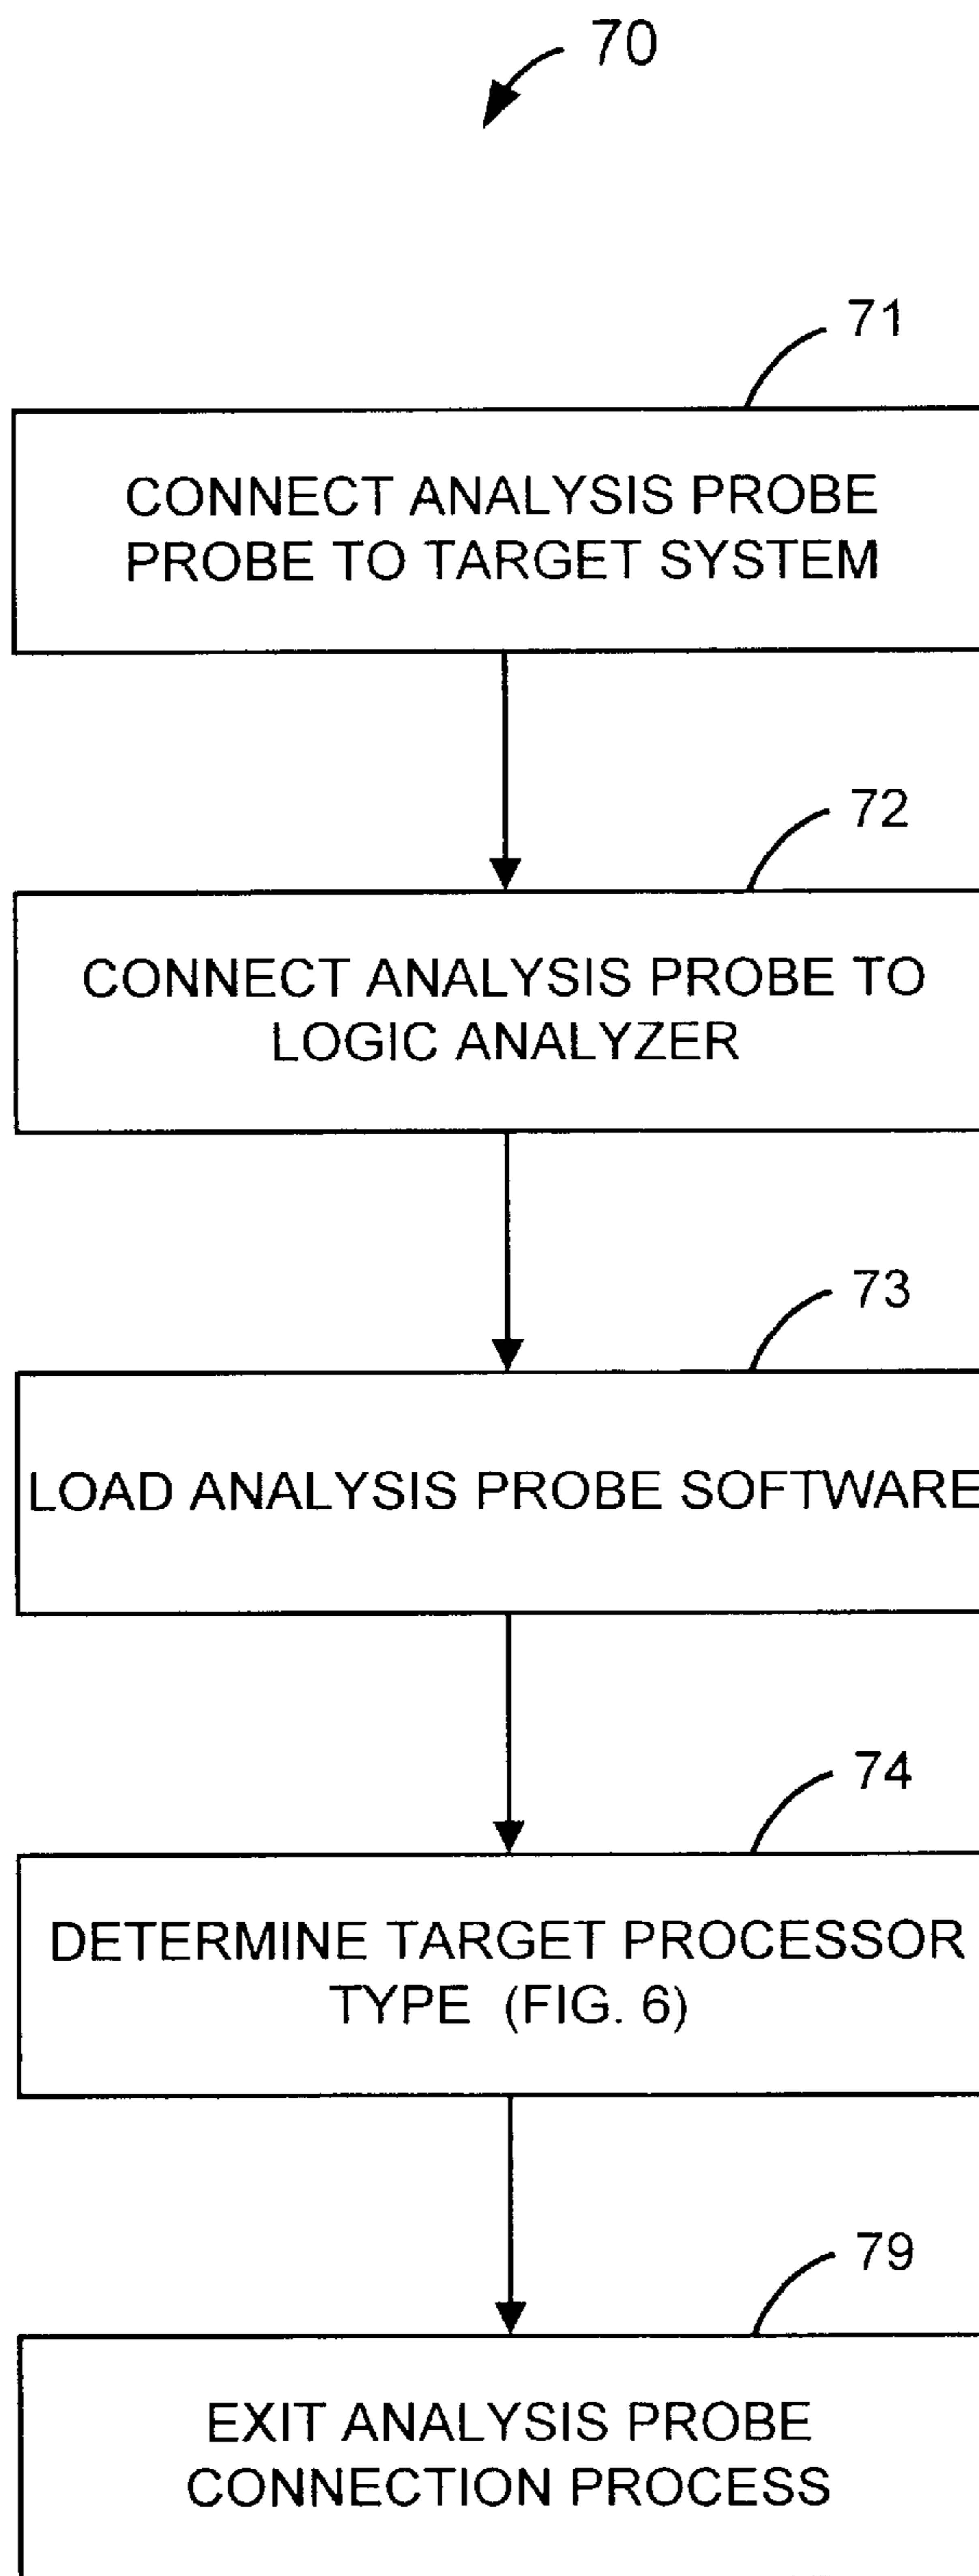 70
71
CONNECT ANALYSIS PROBE
PROBE TO TARGET SYSTEM
72
CONNECT ANALYSIS PROBE TO
LOGIC ANALYZER
73
LOAD ANALYSIS PROBE SOFTWARE
74
DETERMINE TARGET PROCESSOR
TYPE (FIG. 6)
79
EXIT ANALYSIS PROBE
CONNECTION PROCESS